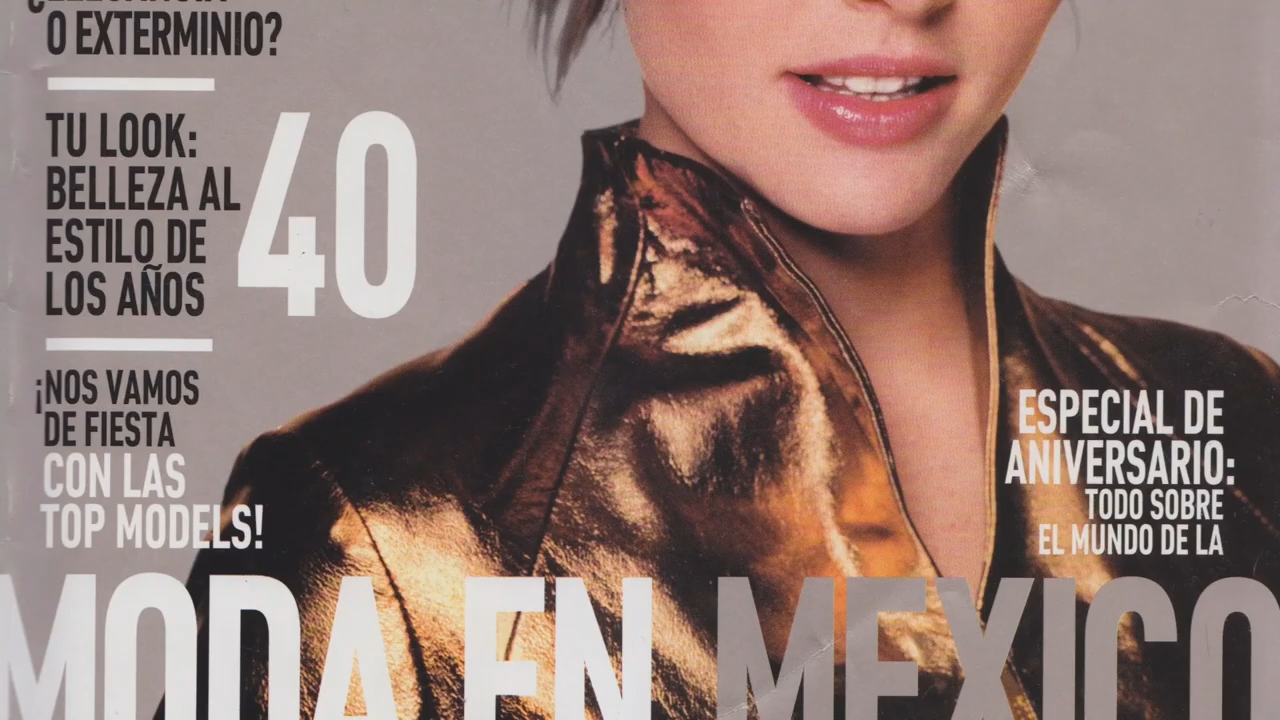 O EXTERMINIO?
TU LOOK:
BELLEZA AL
ESTILO DE
LOS AÑOS
40
¡NOS VAMOS
DE FIESTA
CON LAS
TOP MODELS!
ESPECIAL DE
ANIVERSARIO:
TODO SOBRE
EL MUNDO DE LA
MODA EN MEXICO